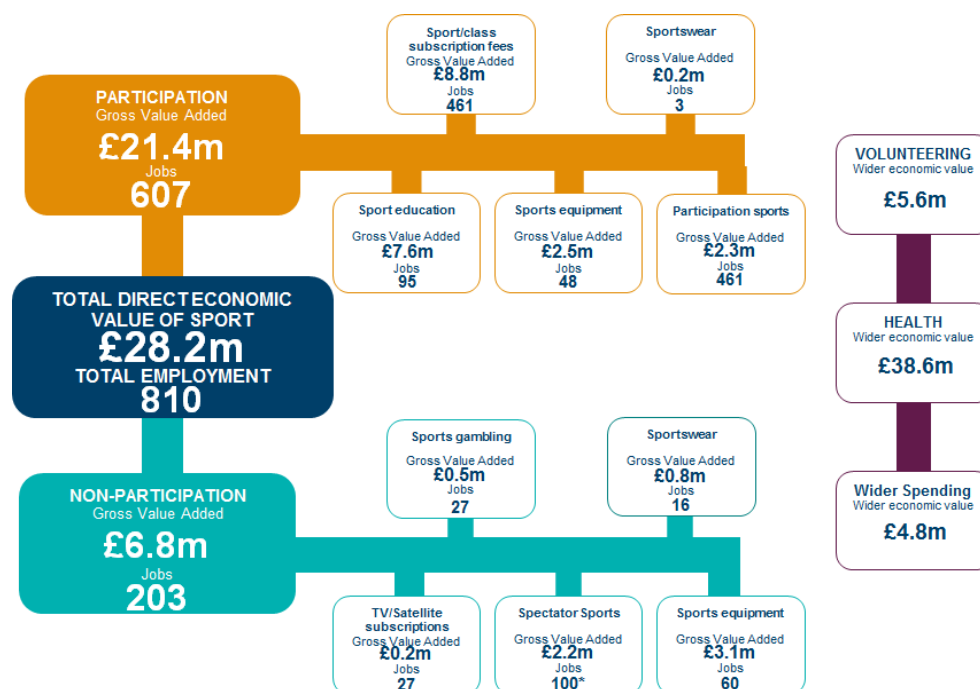 PARTICIPATION
Gross Value Added
£21.4m
Jobs
607
Sport/class
subscription fees
Gross Value Added
£8.8m
Jobs
461
Sportswear
Gross Value Added
£0.2m
Jobs
3
Sport education
Gross Value Added
£7.6m
Jobs
95
Sports equipment
Gross Value Added
£2.5m
Jobs
48
Participation sports
Gross Value Added
£2.3m
Jobs
461
TOTAL DIRECT ECONOMIC
VALUE OF SPORT
£28.2m
TOTAL EMPLOYMENT
810
NON-PARTICIPATION
Gross Value Added
£6.8m
Jobs
203
Sports gambling
Gross Value Added
£0.5m
Jobs
27
Sportswear
Gross Value Added
£0.8m
Jobs
16
TV/Satellite
subscriptions
Gross Value Added
£0.2m
Jobs
27
Spectator Sports
Gross Value Added
£2.2m
Jobs
100*
Sports equipment
Gross Value Added
£3.1m
Jobs
60
VOLUNTEERING
Wider economic value
£5.6m
HEALTH
Wider economic value
£38.6m
Wider Spending
Wider economic value
£4.8m